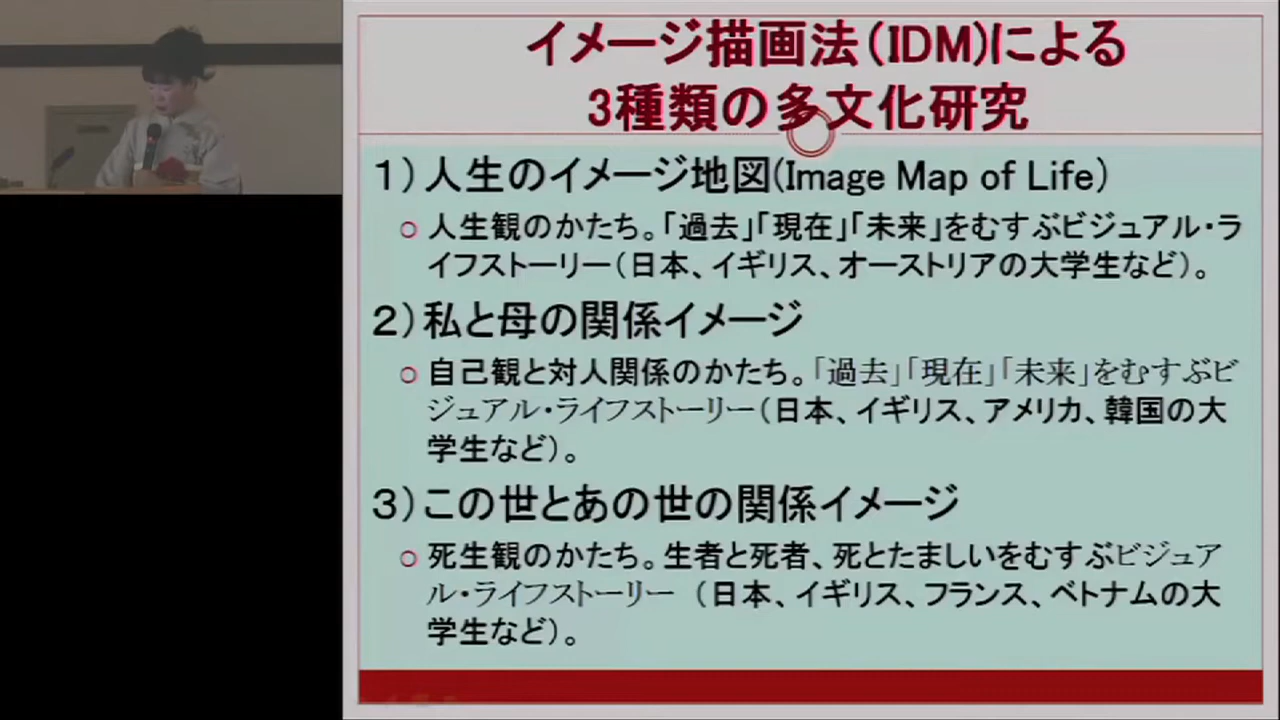 イメージ描画法(IDM)による
3種類の多文化研究
1)人生のイメージ地図(Image Map of Life)
人生観のかたち。「過去」「現在」「未来」をむすぶビジュアル・ラ
イフストーリー(日本、イギリス、オーストリアの大学生など)。
2)私と母の関係イメージ
自己観と対人関係のかたち。「過去」「現在」「未来」をむすぶビ
ジュアル・ライフストーリー(日本、イギリス、アメリカ、韓国の大
学生など)。
3)この世とあの世の関係イメージ
死生観のかたち。生者と死者、死とたましいをむすぶビジュア
ル・ライフストーリー (日本、イギリス、フランス、ベトナムの大
学生など)。